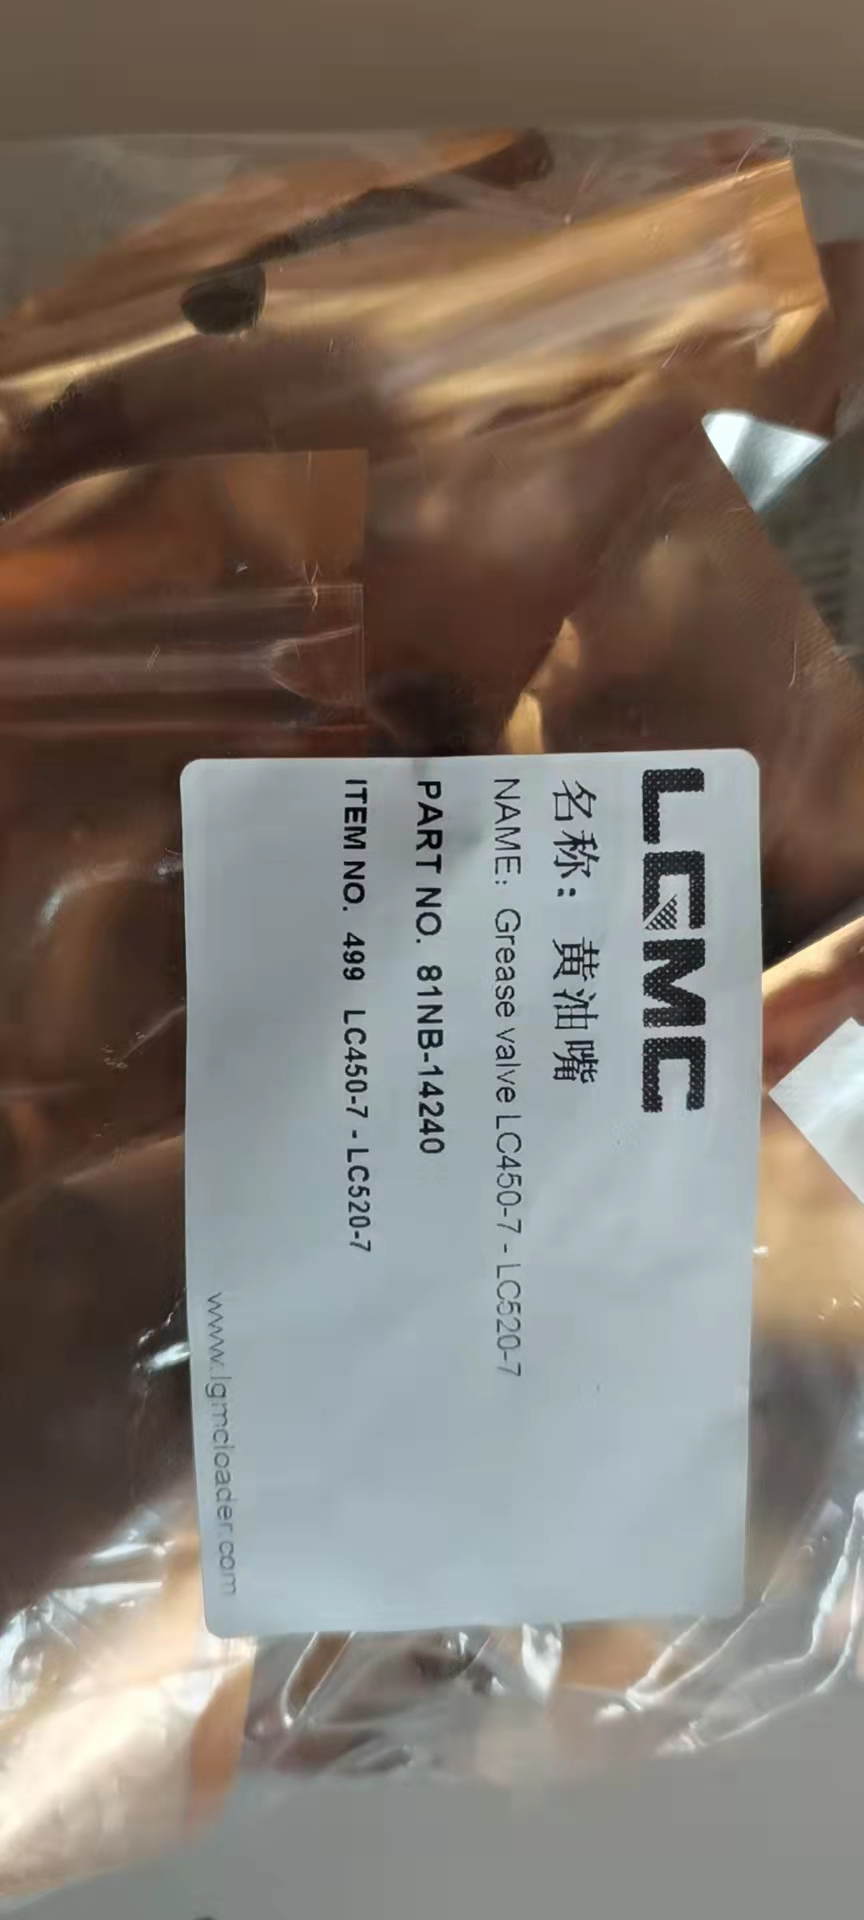 LGMC
名称: 黄油嘴
NAME: Grease valve LC450-7 - LC520-7
PART NO. 81NB-14240
ITEM NO. 499 LC450-7 - LC520-7
www.lgmcloader.com